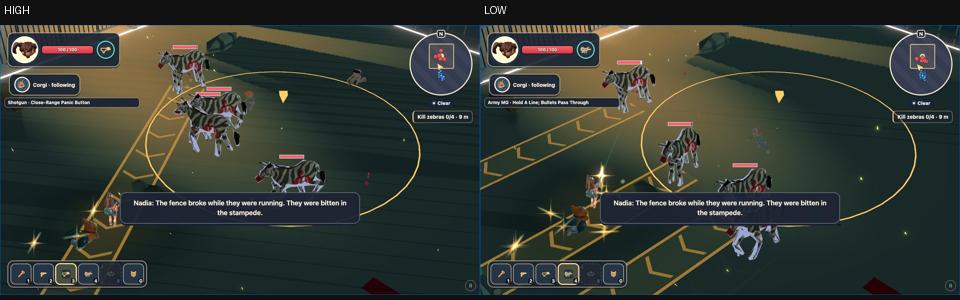 HIGH
LOW
100/100
Corgi · following
Shotgun · Close-Range Panic Button
N
Clear
Kill zebras 0/4 · 9 m
Nadia: The fence broke while they were running. They were bitten in
the stampede.
1
2
3
4
5
0
100/100
Corgi · following
Army MG · Hold A Line; Bullets Pass Through
N
Clear
Kill zebras 0/4 · 9 m
Nadia: The fence broke while they were running. They were bitten in
the stampede.
1
2
3
4
5
0